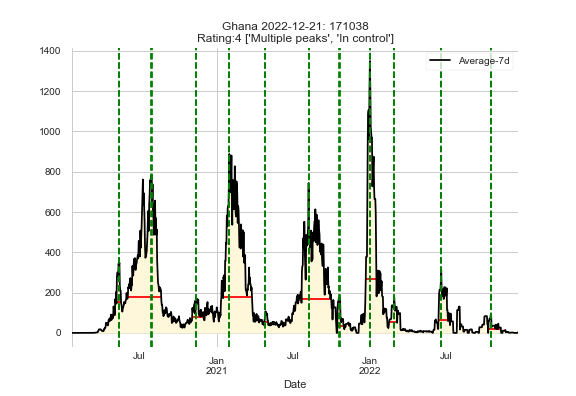 Ghana 2022-12-21: 171038
Rating:4 ['Multiple peaks', 'In control']
Average-7d
1400
1200
1000
800
600
400
200
0
Jul
Jan
2021
Jul
Jan
2022
Jul
Date